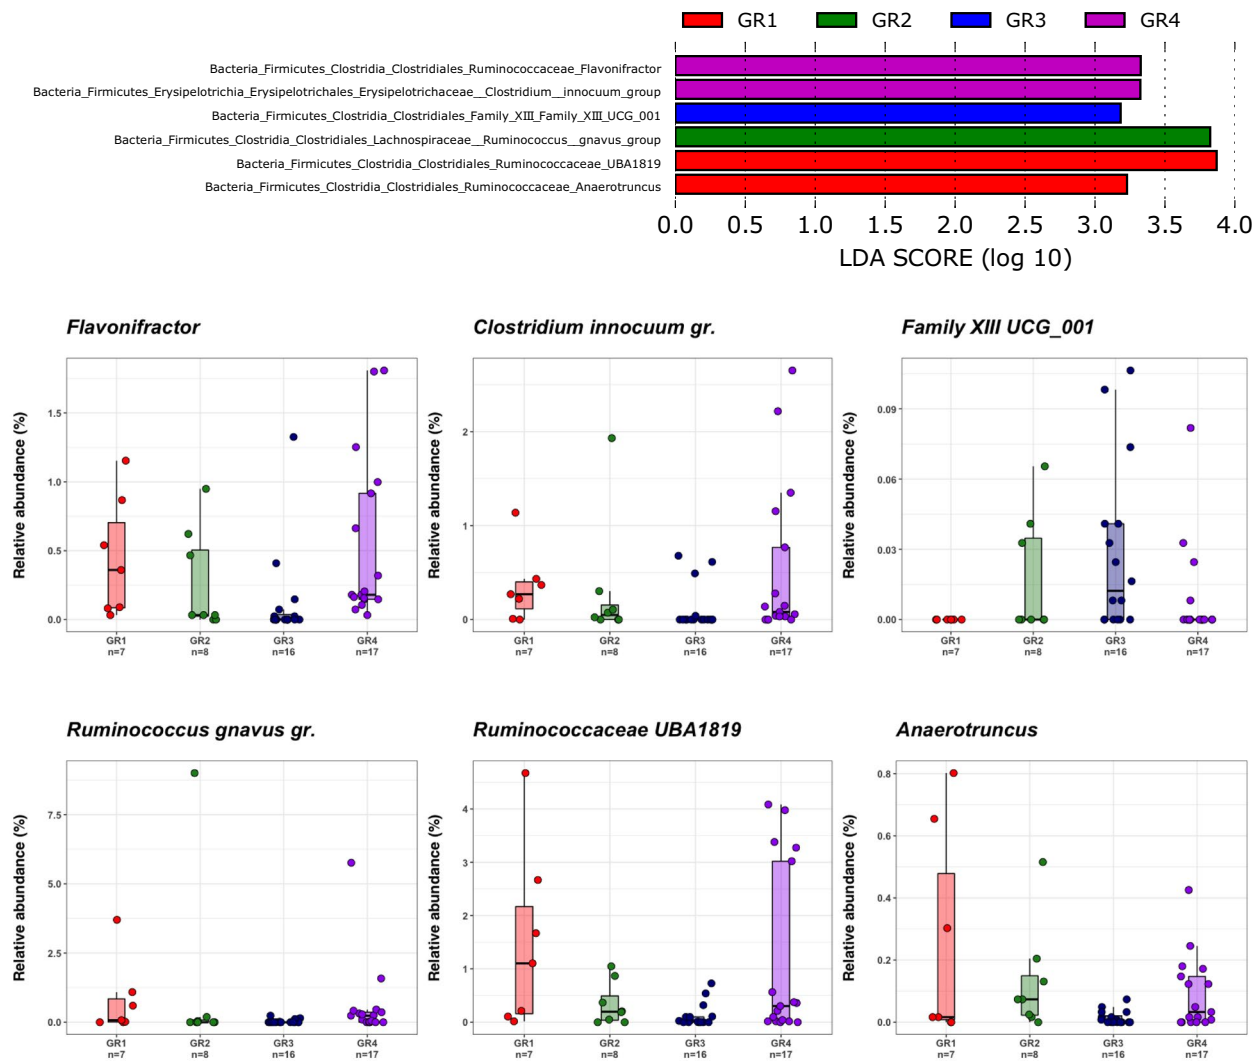 GR1 GR2 GR3 GR4
Bacteria_Firmicutes_Clostridia_Clostridiales_Ruminococcaceae_Flavonifractor
Bacteria_Firmicutes_Erysipelotrichia_Erysipelotrichales_Erysipelotrichaceae__Clostridium__innocuum_group
Bacteria_Firmicutes_Clostridia_Clostridiales_Family_XIII_Family_XIII_UCG_001
Bacteria_Firmicutes_Clostridia_Clostridiales_Lachnospiraceae__Ruminococcus__gnavus_group
Bacteria_Firmicutes_Clostridia_Clostridiales_Ruminococcaceae_UBA1819
Bacteria_Firmicutes_Clostridia_Clostridiales_Ruminococcaceae_Anaerotruncus
0.0 0.5 1.0 1.5 2.0 2.5 3.0 3.5 4.0
LDA SCORE (log 10)
Flavonifractor
Relative abundance (%)
1.5
1.0
0.5
0.0
GR1 GR2 GR3 GR4
n=7 n=8 n=16 n=17
Clostridium innocuum gr.
Relative abundance (%)
2
1
0
GR1 GR2 GR3 GR4
n=7 n=8 n=16 n=17
Family XIII UCG_001
Relative abundance (%)
0.09
0.06
0.03
0.00
GR1 GR2 GR3 GR4
n=7 n=8 n=16 n=17
Ruminococcus gnavus gr.
Relative abundance (%)
7.5
5.0
2.5
0.0
GR1 GR2 GR3 GR4
n=7 n=8 n=16 n=17
Ruminococcaceae UBA1819
Relative abundance (%)
4
3
2
1
0
GR1 GR2 GR3 GR4
n=7 n=8 n=16 n=17
Anaerotruncus
Relative abundance (%)
0.8
0.6
0.4
0.2
0.0
GR1 GR2 GR3 GR4
n=7 n=8 n=16 n=17